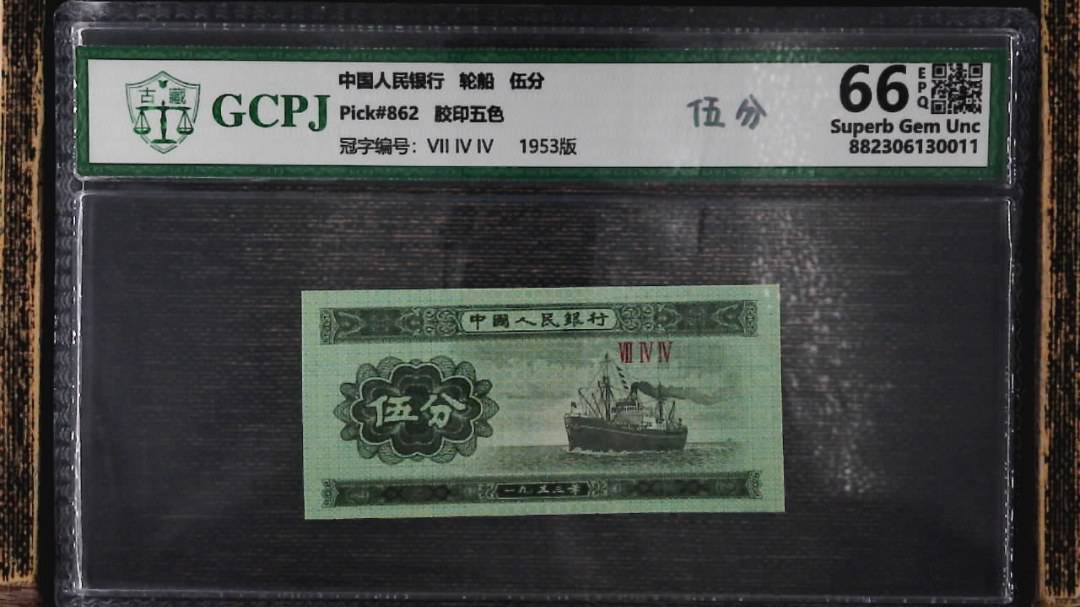 古 藏
GCPJ
中国人民银行 轮船 伍分
Pick#862 胶印五色
冠字编号: VII IV IV 1953版
伍分
66 EPQ
Superb Gem Unc
882306130011
中國人民銀行
VII IV IV
伍分
一九五三年